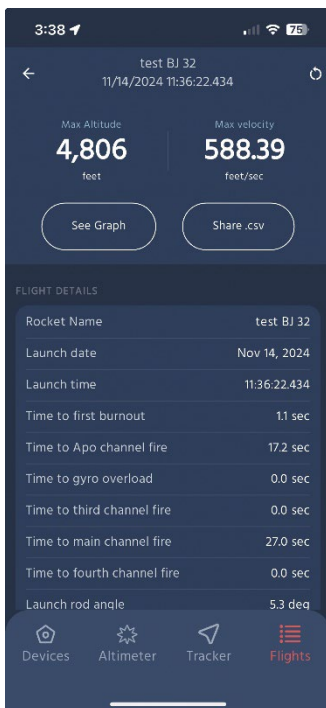 3:38
75
test BJ 32
11/14/2024 11:36:22.434
Max Altitude
Max velocity
4,806
588.39
feet
feet/sec
See Graph
Share .csv
FLIGHT DETAILS
Rocket Name test BJ 32
Launch date Nov 14, 2024
Launch time 11:36:22.434
Time to first burnout 1.1 sec
Time to Apo channel fire 17.2 sec
Time to gyro overload 0.0 sec
Time to third channel fire 0.0 sec
Time to main channel fire 27.0 sec
Time to fourth channel fire 0.0 sec
Launch rod angle 5.3 deg
Devices Altimeter Tracker Flights